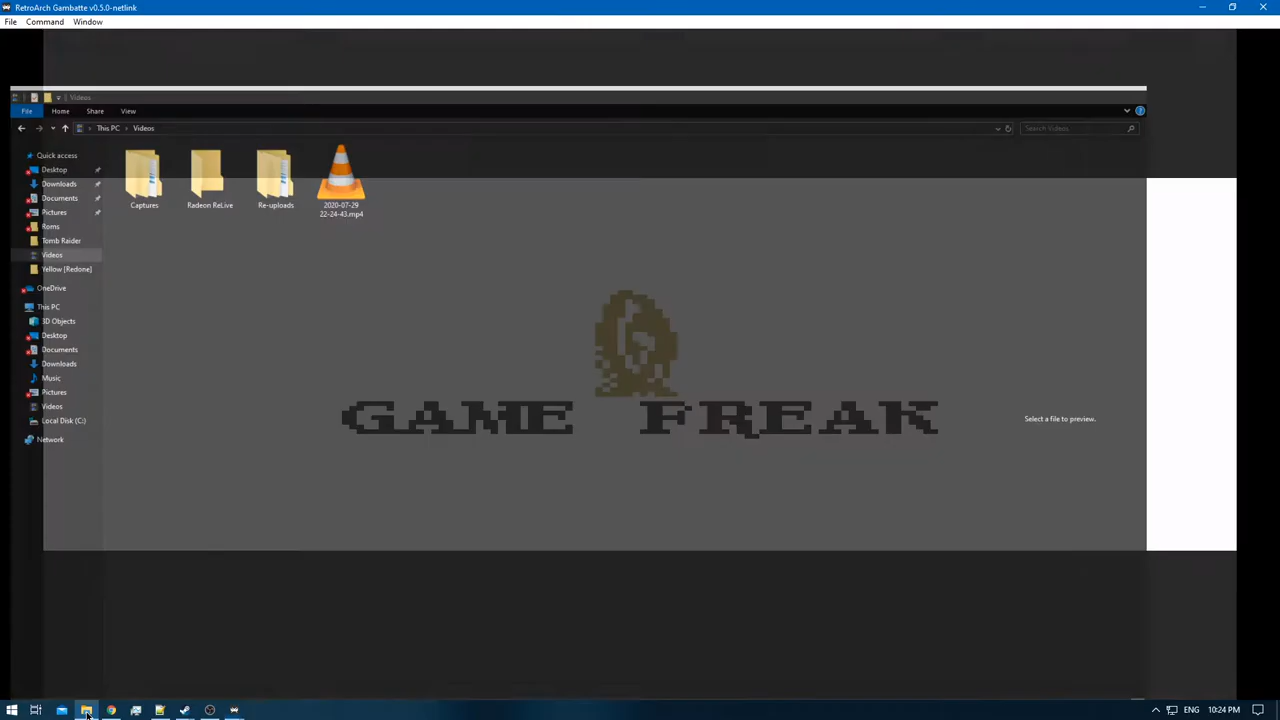 RetroArch Gambatte v0.5.0-netlink
File Command Window
Videos
File Home Share View
This PC Videos
Search Videos
Quick access
Desktop
Downloads
Documents
Pictures
Roms
Tomb Raider
Videos
Yellow [Redone]
OneDrive
This PC
3D Objects
Desktop
Documents
Downloads
Music
Pictures
Videos
Local Disk (C:)
Network
Captures
Radeon ReLive
Re-uploads
2020-07-29
22-24-43.mp4
GAME FREAK
Select a file to preview.
ENG 10:24 PM